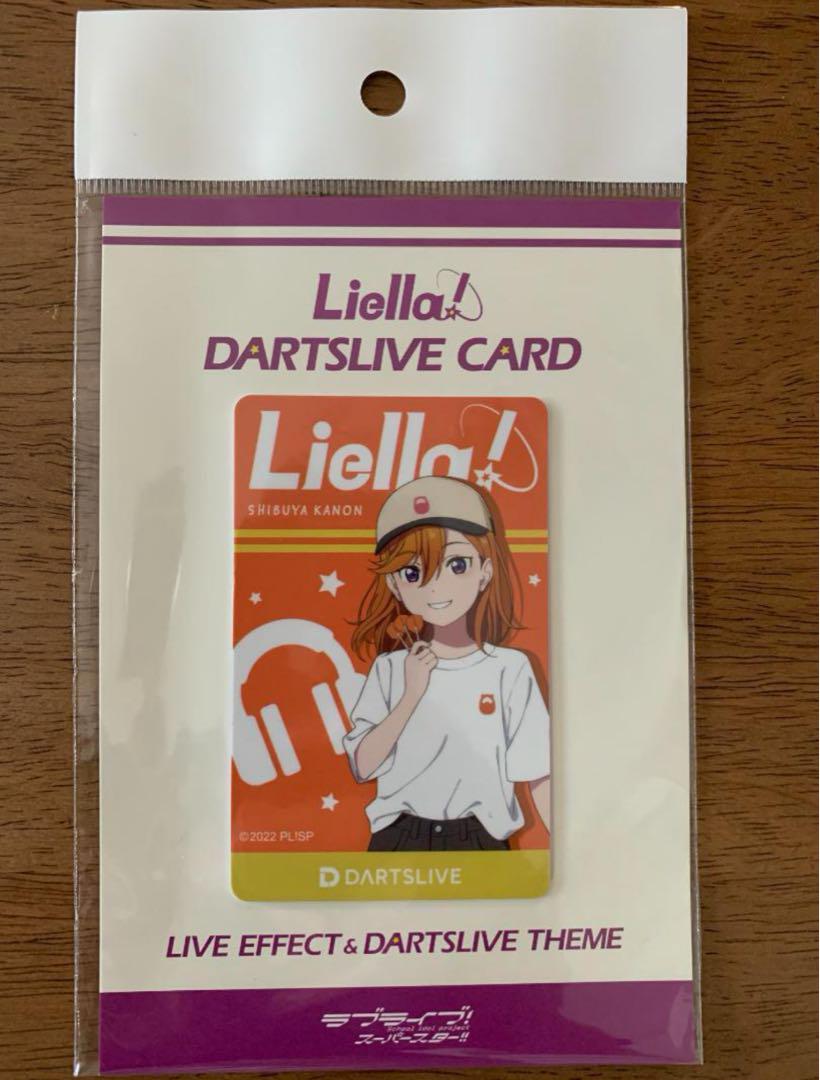 Liella!
DARTSLIVE CARD
Liella!
SHIBUYA KANON
©2022 PL!SP
DARTSLIVE
LIVE EFFECT & DARTSLIVE THEME
ラブライブ!
School idol project
スーパースター!!